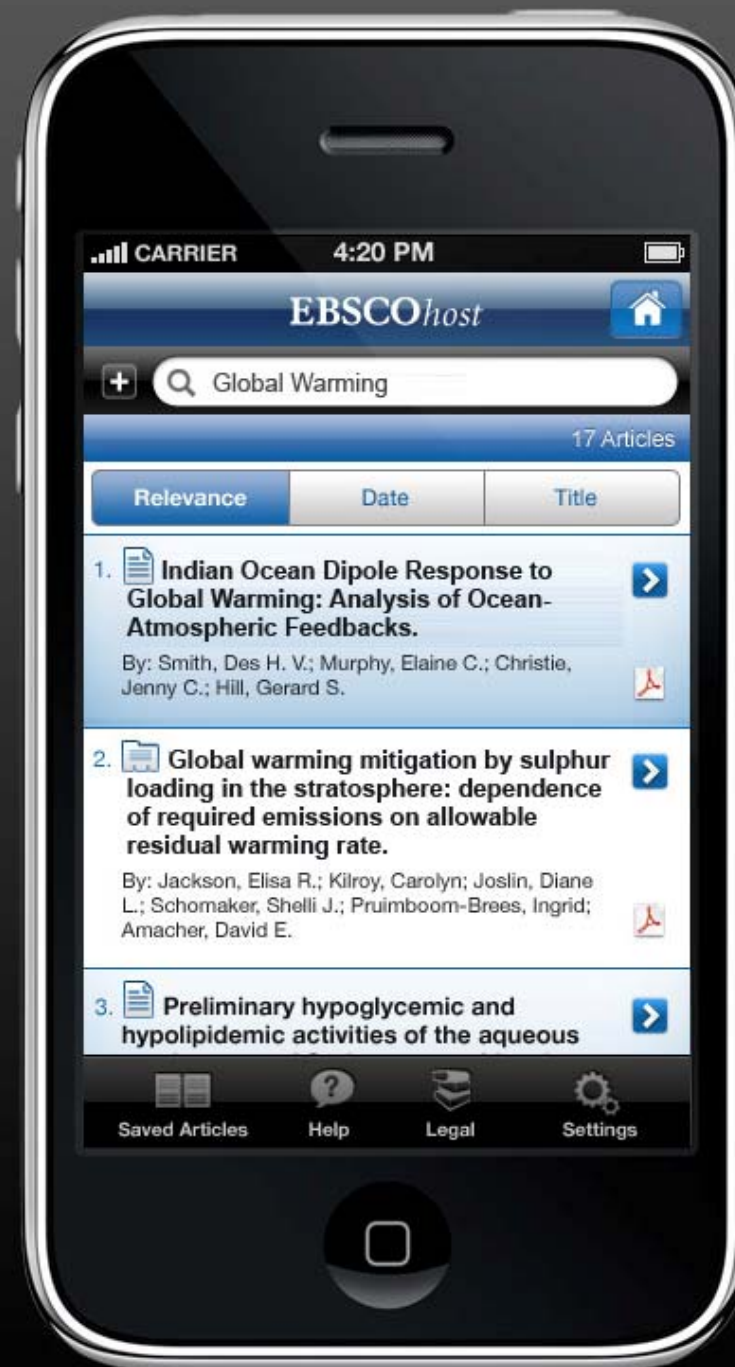 CARRIER 4:20 PM
EBSCOhost
Global Warming
17 Articles
Relevance Date Title
1. Indian Ocean Dipole Response to
Global Warming: Analysis of Ocean-
Atmospheric Feedbacks.
By: Smith, Des H. V.; Murphy, Elaine C.; Christie,
Jenny C.; Hill, Gerard S.
2. Global warming mitigation by sulphur
loading in the stratosphere: dependence
of required emissions on allowable
residual warming rate.
By: Jackson, Elisa R.; Kilroy, Carolyn; Joslin, Diane
L.; Schomaker, Shelli J.; Pruimboom-Brees, Ingrid;
Amacher, David E.
3. Preliminary hypoglycemic and
hypolipidemic activities of the aqueous
Saved Articles Help Legal Settings